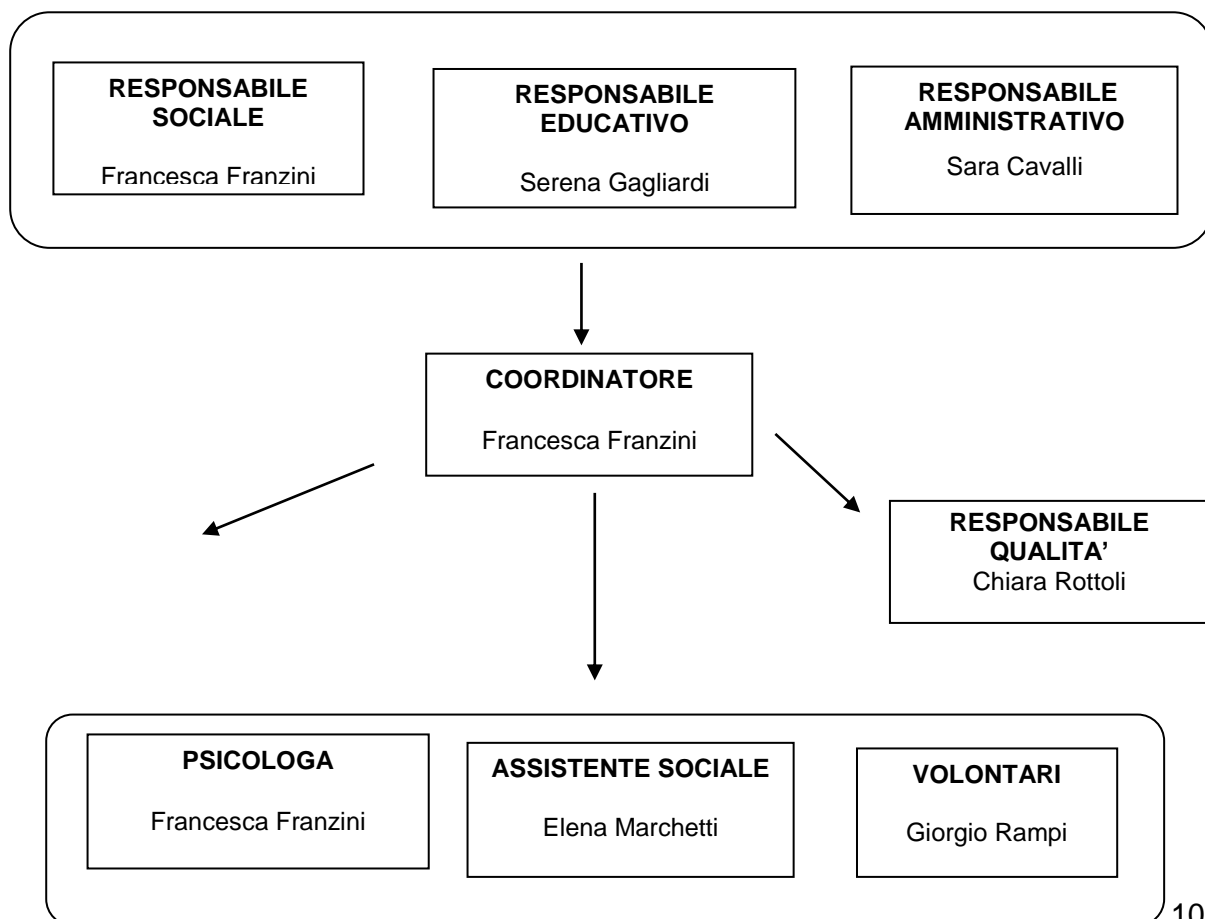 RESPONSABILE
SOCIALE
Francesca Franzini
RESPONSABILE
EDUCATIVO
Serena Gagliardi
RESPONSABILE
AMMINISTRATIVO
Sara Cavalli
COORDINATORE
Francesca Franzini
RESPONSABILE
QUALITA’
Chiara Rottoli
PSICOLOGA
Francesca Franzini
ASSISTENTE SOCIALE
Elena Marchetti
VOLONTARI
Giorgio Rampi
10